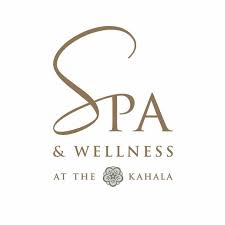 SPA
& WELLNESS
AT THE KAHALA